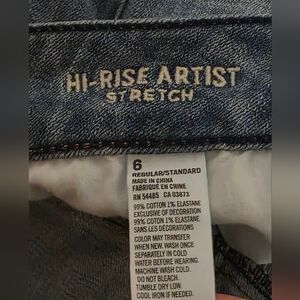 HI-RISE ARTIST
STRETCH
6
REGULAR/STANDARD
MADE IN CHINA
FABRIQUÉ EN CHINE
RN 54485 CA 03873
99% COTTON 1% ELASTANE
EXCLUSIVE OF DECORATION
99% COTON 1% ELASTANE
SANS LES DÉCORATIONS
COLOR MAY TRANSFER
WHEN NEW. WASH ONCE
SEPARATELY IN COLD
WATER BEFORE WEARING.
MACHINE WASH COLD.
DO NOT BLEACH.
TUMBLE DRY LOW.
COOL IRON IF NEEDED.